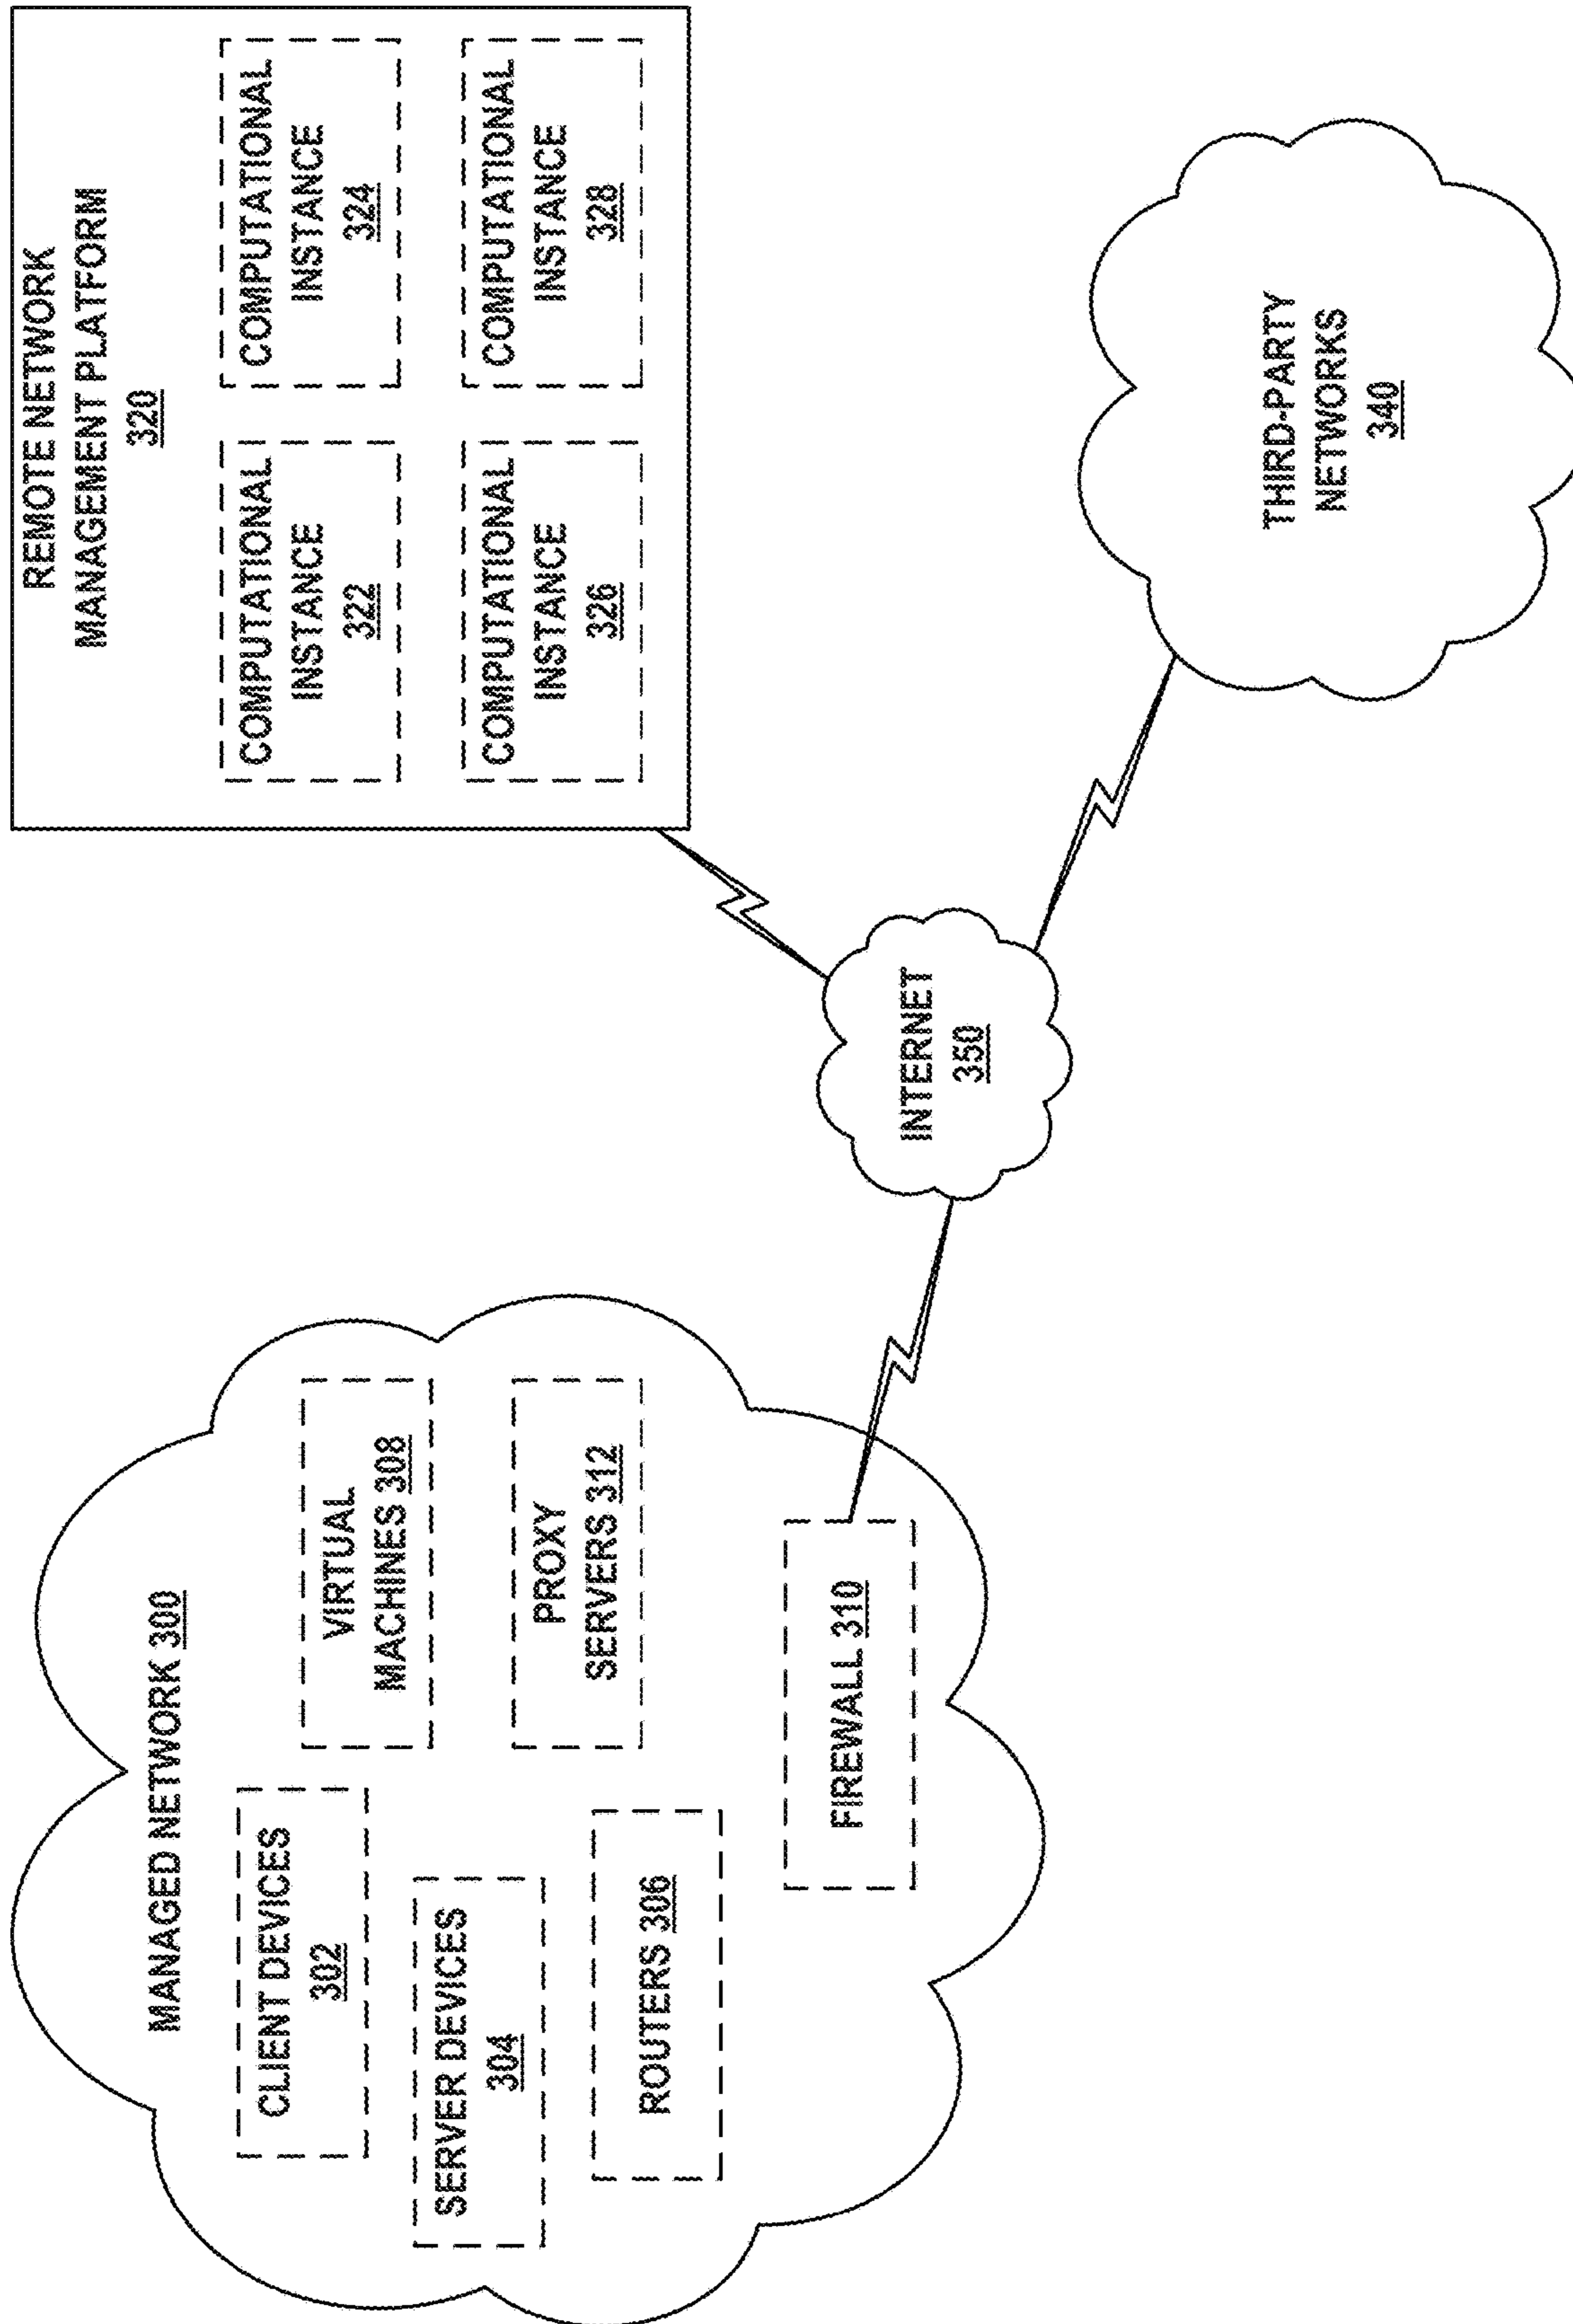 MANAGED NETWORK 300
CLIENT DEVICES
302
SERVER DEVICES
304
ROUTERS 306
VIRTUAL
MACHINES 308
PROXY
SERVERS 312
FIREWALL 310
INTERNET
350
REMOTE NETWORK
MANAGEMENT PLATFORM
320
COMPUTATIONAL
INSTANCE
322
COMPUTATIONAL
INSTANCE
324
COMPUTATIONAL
INSTANCE
326
COMPUTATIONAL
INSTANCE
328
THIRD-PARTY
NETWORKS
340